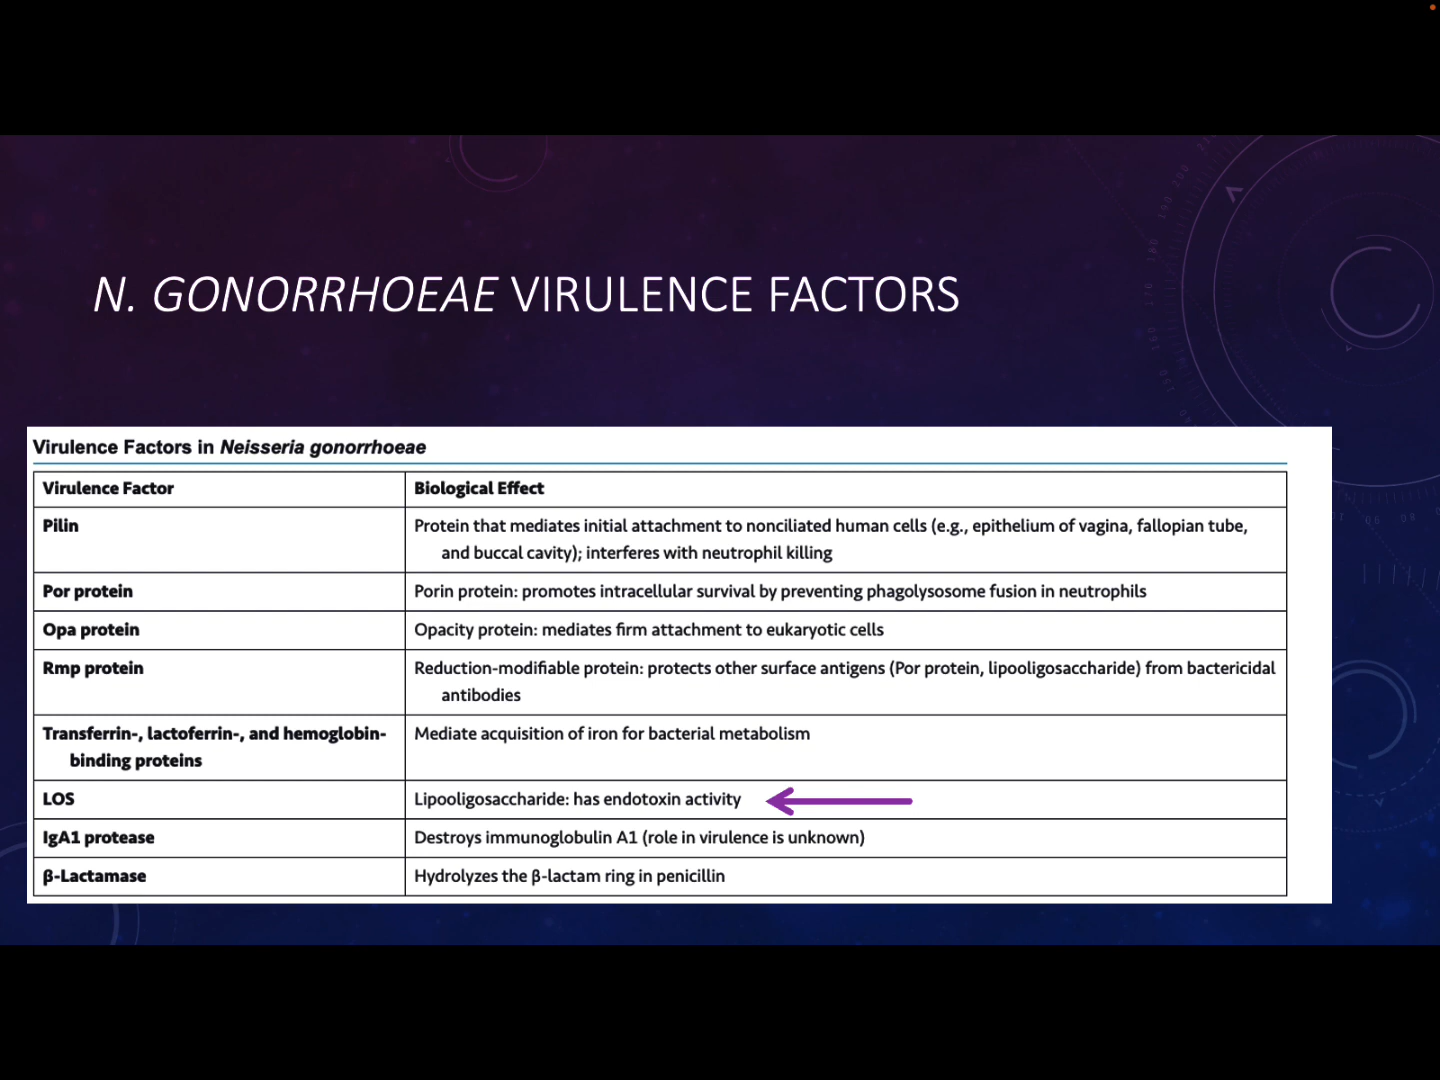 N. GONORRHOEAE VIRULENCE FACTORS
Virulence Factors in Neisseria gonorrhoeae
Virulence Factor
Biological Effect
Pilin
Protein that mediates initial attachment to nonciliated human cells (e.g., epithelium of vagina, fallopian tube,
and buccal cavity); interferes with neutrophil killing
Por protein
Porin protein: promotes intracellular survival by preventing phagolysosome fusion in neutrophils
Opa protein
Opacity protein: mediates firm attachment to eukaryotic cells
Rmp protein
Reduction-modifiable protein: protects other surface antigens (Por protein, lipooligosaccharide) from bactericidal
antibodies
Transferrin-, lactoferrin-, and hemoglobin-
binding proteins
Mediate acquisition of iron for bacterial metabolism
LOS
Lipooligosaccharide: has endotoxin activity
IgA1 protease
Destroys immunoglobulin A1 (role in virulence is unknown)
β-Lactamase
Hydrolyzes the β-lactam ring in penicillin